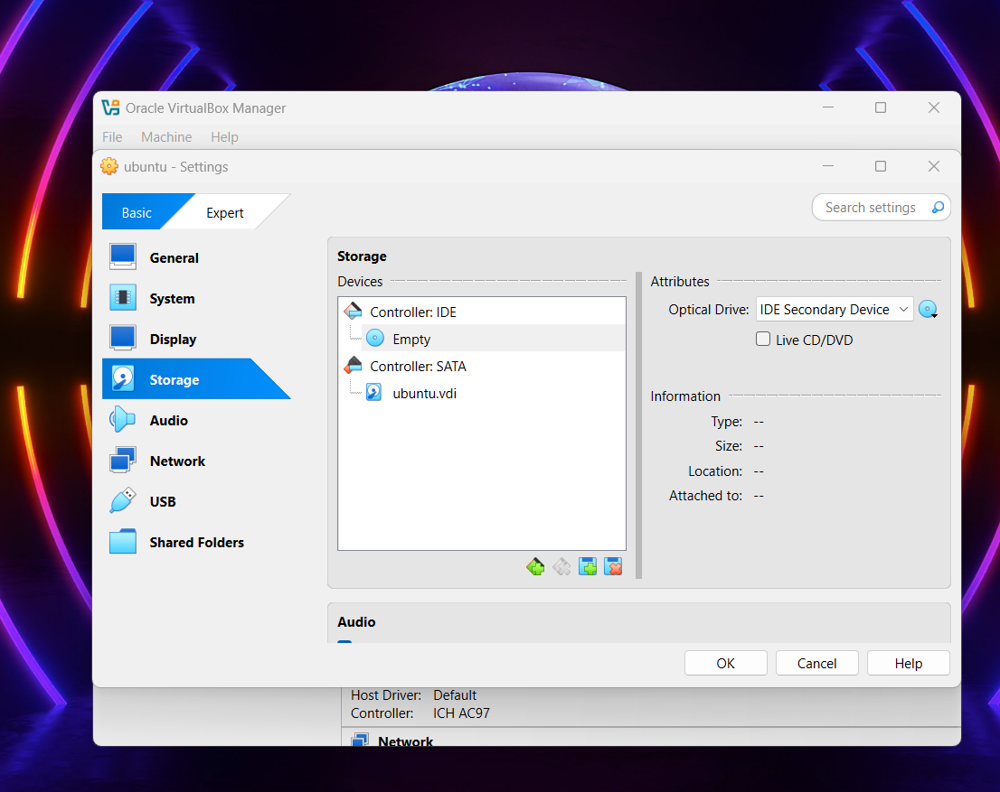 Oracle VirtualBox Manager
File Machine Help
ubuntu - Settings
Basic Expert
Search settings
General
System
Display
Storage
Audio
Network
USB
Shared Folders
Storage
Devices
Controller: IDE
Empty
Controller: SATA
ubuntu.vdi
Attributes
Optical Drive: IDE Secondary Device
Live CD/DVD
Information
Type: --
Size: --
Location: --
Attached to: --
Audio
OK Cancel Help
Host Driver: Default
Controller: ICH AC97
Network